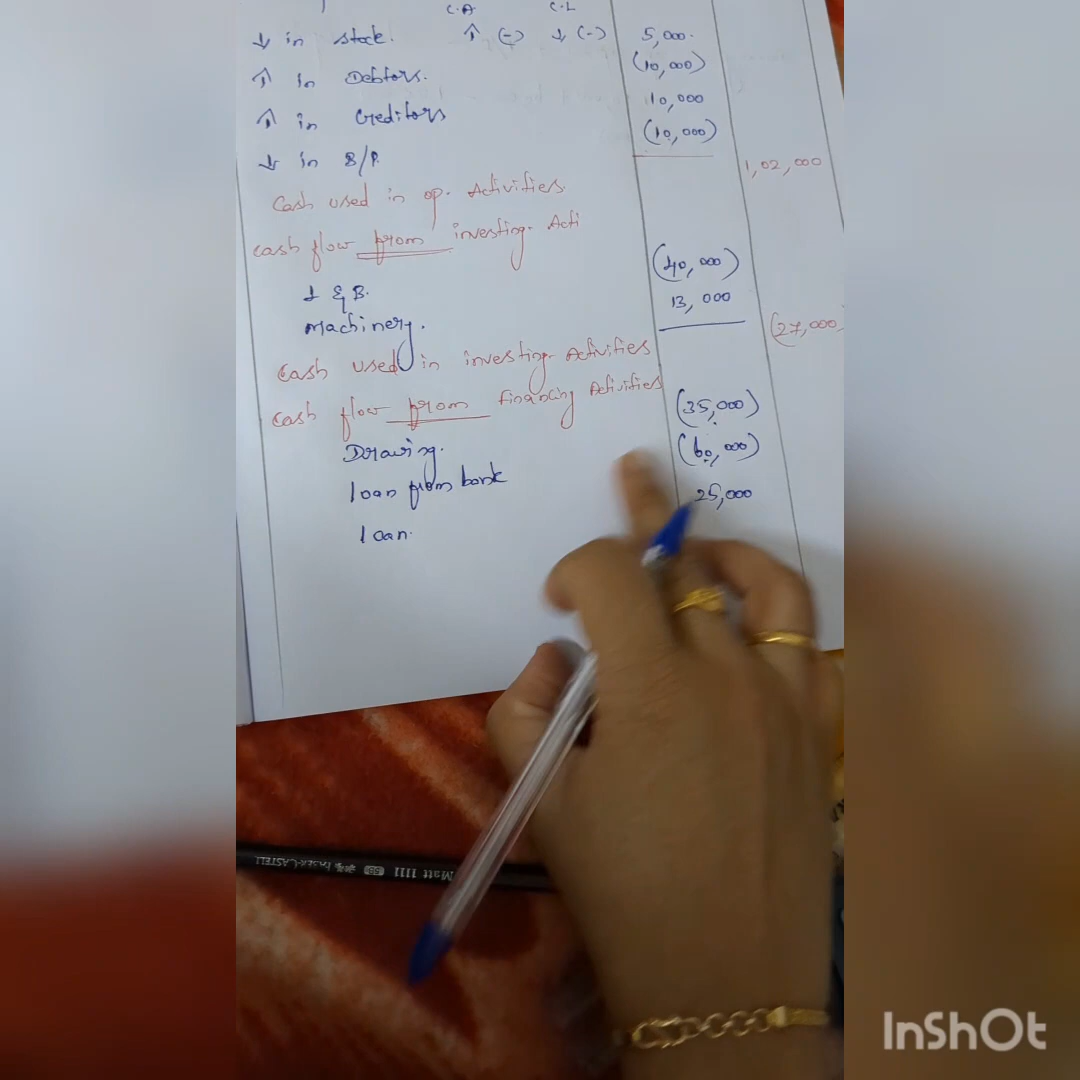 C.A C.L
↓ in stock. ↑ (-) ↓ (-) 5,000.
↑ in Debtors. (10,000)
↑ in Creditors 10,000
↓ in B/P. (10,000)
1,02,000
Cash used in op. Activities.
Cash flow from investing. Acti
L & B. (40,000)
Machinery. 13,000
(27,000
Cash used in investing Activities
Cash flow from financing Activities
Drawing. (35,000)
loan from bank (60,000)
loan. 25,000
Matt 1111
InShOt